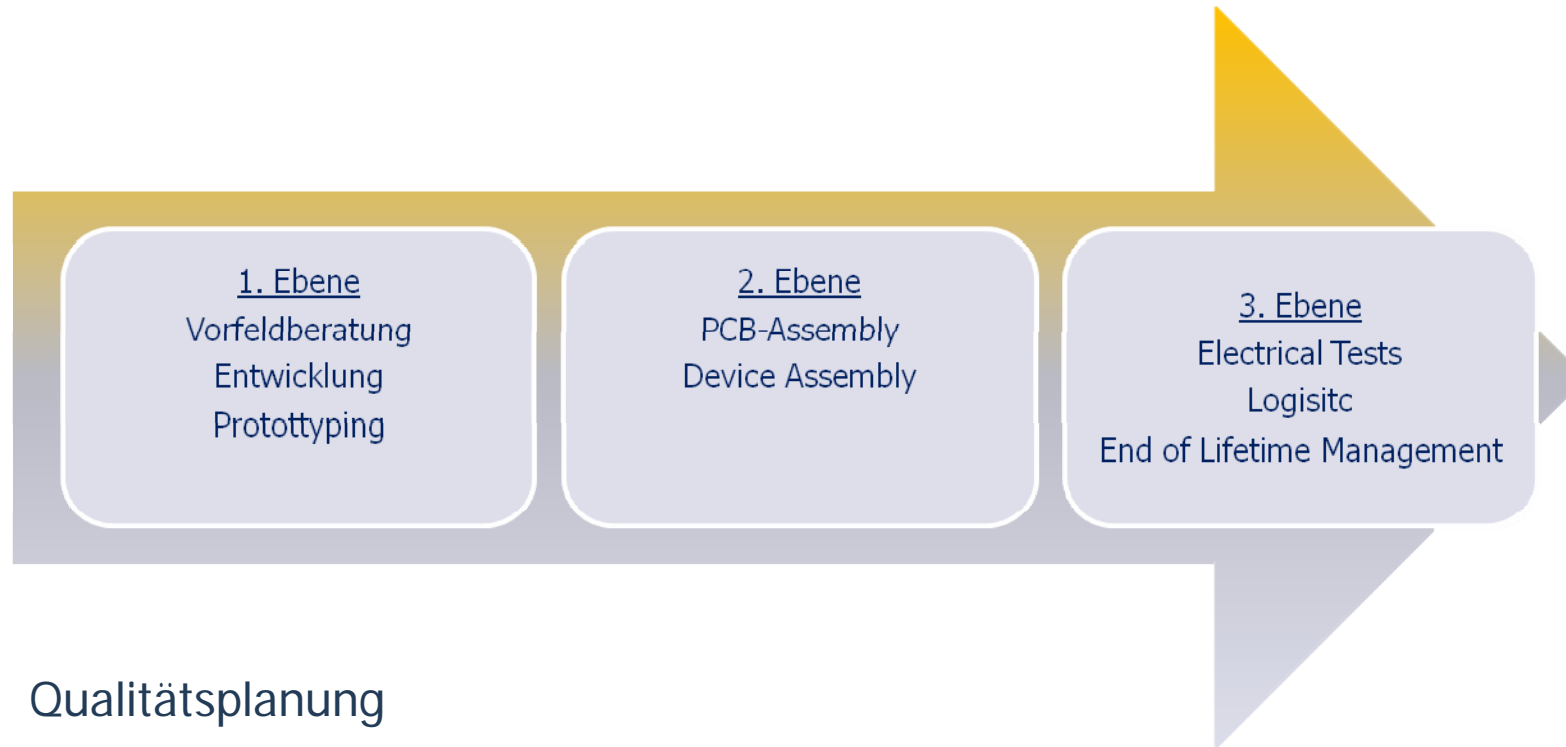 1. Ebene
Vorfeldberatung
Entwicklung
Protottyping
2. Ebene
PCB-Assembly
Device Assembly
3. Ebene
Electrical Tests
Logisitc
End of Lifetime Management
Qualitätsplanung